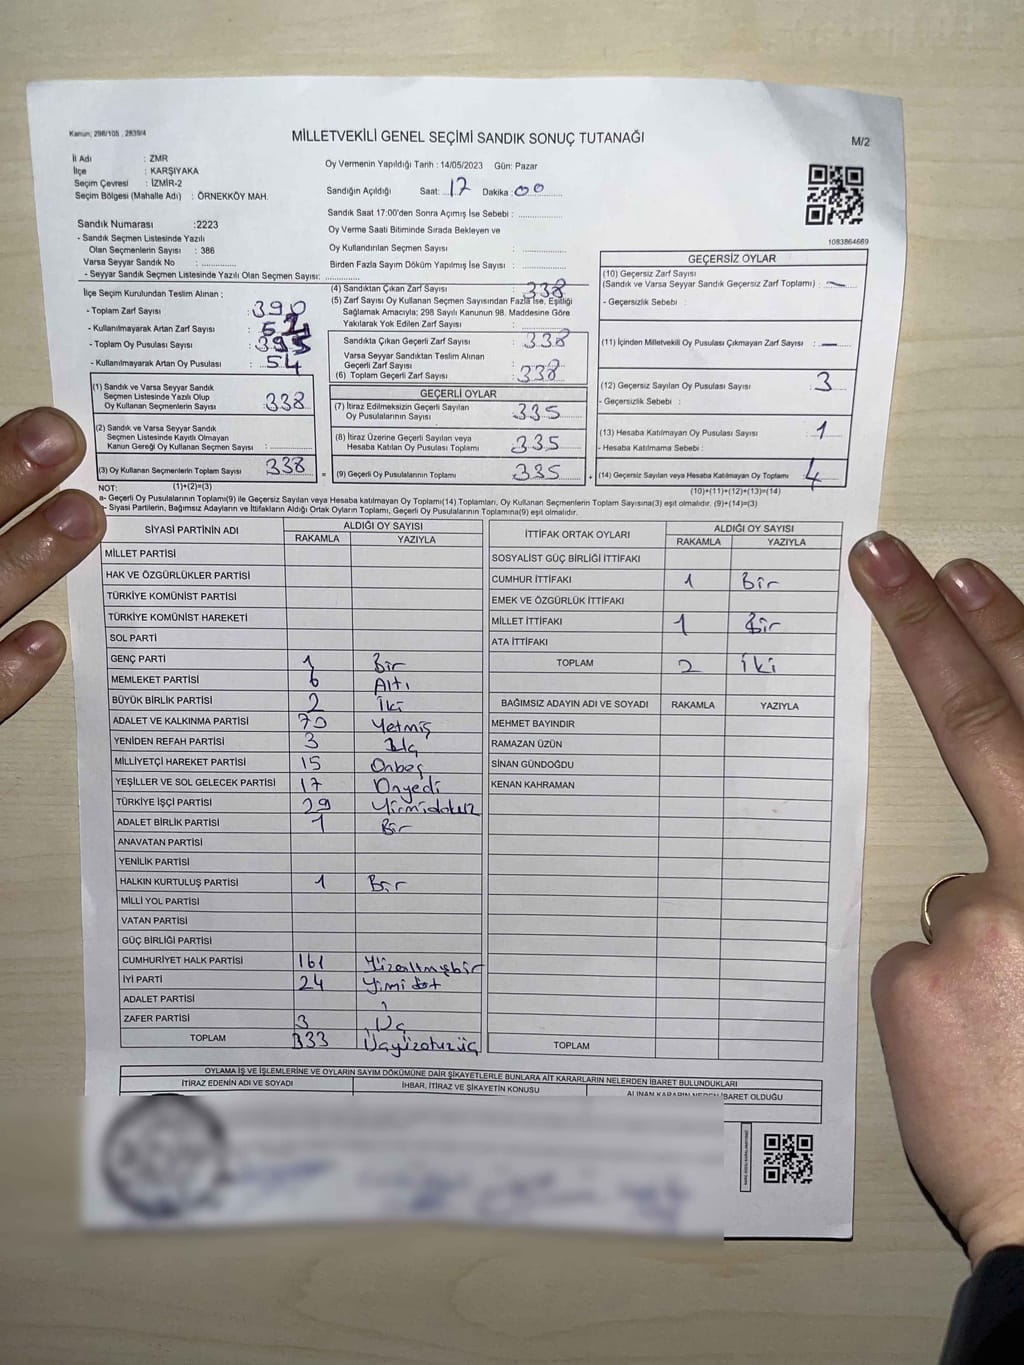 Kanun; 298/105 , 2839/4
MİLLETVEKİLİ GENEL SEÇİMİ SANDIK SONUÇ TUTANAĞI
M/2
İl Adı : ZMR
İlçe : KARŞIYAKA
Seçim Çevresi : İZMİR-2
Seçim Bölgesi (Mahalle Adı) : ÖRNEKKÖY MAH.
Oy Vermenin Yapıldığı Tarih : 14/05/2023 Gün: Pazar
Sandığın Açıldığı Saat: 17 Dakika : 00
Sandık Saat 17:00'den Sonra Açımış İse Sebebi :
Oy Verme Saati Bitiminde Sırada Bekleyen ve
Oy Kullandırılan Seçmen Sayısı :
Birden Fazla Sayım Döküm Yapılmış İse Sayısı :
Sandık Numarası :2223
- Sandık Seçmen Listesinde Yazılı
Olan Seçmenlerin Sayısı : 386
Varsa Seyyar Sandık No :
- Seyyar Sandık Seçmen Listesinde Yazılı Olan Seçmen Sayısı:
1083864669
İlçe Seçim Kurulundan Teslim Alınan :
- Toplam Zarf Sayısı : 390
- Kullanılmayarak Artan Zarf Sayısı : 52
- Toplam Oy Pusulası Sayısı : 395
- Kullanılmayarak Artan Oy Pusulası : 54
(4) Sandıktan Çıkan Zarf Sayısı : 338
(5) Zarf Sayısı Oy Kullanan Seçmen Sayısından Fazla İse, Eşitliği
Sağlamak Amacıyla; 298 Sayılı Kanunun 98. Maddesine Göre
Yakılarak Yok Edilen Zarf Sayısı :
Sandıkta Çıkan Geçerli Zarf Sayısı : 338
Varsa Seyyar Sandıktan Teslim Alınan
Geçerli Zarf Sayısı :
(6) Toplam Geçerli Zarf Sayısı : 338
GEÇERSİZ OYLAR
(10) Geçersiz Zarf Sayısı
(Sandık ve Varsa Seyyar Sandık Geçersiz Zarf Toplamı) : —
- Geçersizlik Sebebi :
(11) İçinden Milletvekili Oy Pusulası Çıkmayan Zarf Sayısı : —
(12) Geçersiz Sayılan Oy Pusulası Sayısı : 3
- Geçersizlik Sebebi :
(13) Hesaba Katılmayan Oy Pusulası Sayısı : 1
- Hesaba Katılmama Sebebi :
(14) Geçersiz Sayılan veya Hesaba Katılmayan Oy Toplamı : 4
(10)+(11)+(12)+(13)=(14)
(1) Sandık ve Varsa Seyyar Sandık
Seçmen Listesinde Yazılı Olup
Oy Kullanan Seçmenlerin Sayısı : 338
(2) Sandık ve Varsa Seyyar Sandık
Seçmen Listesinde Kayıtlı Olmayan
Kanun Gereği Oy Kullanan Seçmen Sayısı :
(3) Oy Kullanan Seçmenlerin Toplam Sayısı : 338
GEÇERLİ OYLAR
(7) İtiraz Edilmeksizin Geçerli Sayılan
Oy Pusulalarının Sayısı : 335
(8) İtiraz Üzerine Geçerli Sayılan veya
Hesaba Katılan Oy Pusulası Toplamı : 335
= (9) Geçerli Oy Pusulalarının Toplamı : 335 +
NOT: (1)+(2)=(3)
a- Geçerli Oy Pusulalarının Toplamı(9) ile Geçersiz Sayılan veya Hesaba katılmayan Oy Toplamı(14) Toplamları, Oy Kullanan Seçmenlerin Toplam Sayısına(3) eşit olmalıdır. (9)+(14)=(3)
- Siyasi Partilerin, Bağımsız Adayların ve İttifakların Aldığı Ortak Oyların Toplamı, Geçerli Oy Pusulalarının Toplamına(9) eşit olmalıdır.
SİYASİ PARTİNİN ADI ALDIĞI OY SAYISI
RAKAMLA YAZIYLA
MİLLET PARTİSİ
HAK VE ÖZGÜRLÜKLER PARTİSİ
TÜRKİYE KOMÜNİST PARTİSİ
TÜRKİYE KOMÜNİST HAREKETİ
SOL PARTİ
GENÇ PARTİ 1 Bir
MEMLEKET PARTİSİ 6 Altı
BÜYÜK BİRLİK PARTİSİ 2 İki
ADALET VE KALKINMA PARTİSİ 70 Yetmiş
YENİDEN REFAH PARTİSİ 3 Üç
MİLLİYETÇİ HAREKET PARTİSİ 15 Onbeş
YEŞİLLER VE SOL GELECEK PARTİSİ 17 Onyedi
TÜRKİYE İŞÇİ PARTİSİ 29 Yirmidokuz
ADALET BİRLİK PARTİSİ 1 Bir
ANAVATAN PARTİSİ
YENİLİK PARTİSİ
HALKIN KURTULUŞ PARTİSİ 1 Bir
MİLLİ YOL PARTİSİ
VATAN PARTİSİ
GÜÇ BİRLİĞİ PARTİSİ
CUMHURİYET HALK PARTİSİ 161 Yüzaltmışbir
İYİ PARTİ 24
ADALET PARTİSİ
ZAFER PARTİSİ 3 Üç
TOPLAM 333 Üçyüzotuzüç
İTTİFAK ORTAK OYLARI ALDIĞI OY SAYISI
RAKAMLA YAZIYLA
SOSYALİST GÜÇ BİRLİĞİ İTTİFAKI
CUMHUR İTTİFAKI 1 Bir
EMEK VE ÖZGÜRLÜK İTTİFAKI
MİLLET İTTİFAKI 1 Bir
ATA İTTİFAKI
TOPLAM 2 İki
BAĞIMSIZ ADAYIN ADI VE SOYADI RAKAMLA YAZIYLA
MEHMET BAYINDIR
RAMAZAN ÜZÜN
SİNAN GÜNDOĞDU
KENAN KAHRAMAN
TOPLAM
OYLAMA İŞ VE İŞLEMLERİNE VE OYLARIN SAYIM DÖKÜMÜNE DAİR ŞİKAYETLERLE BUNLARA AİT KARARLARIN NELERDEN İBARET BULUNDUKLARI
İTİRAZ EDENİN ADI VE SOYADI İHBAR, İTİRAZ VE ŞİKAYETİN KONUSU ALINAN KARARIN NEDEN İBARET OLDUĞU